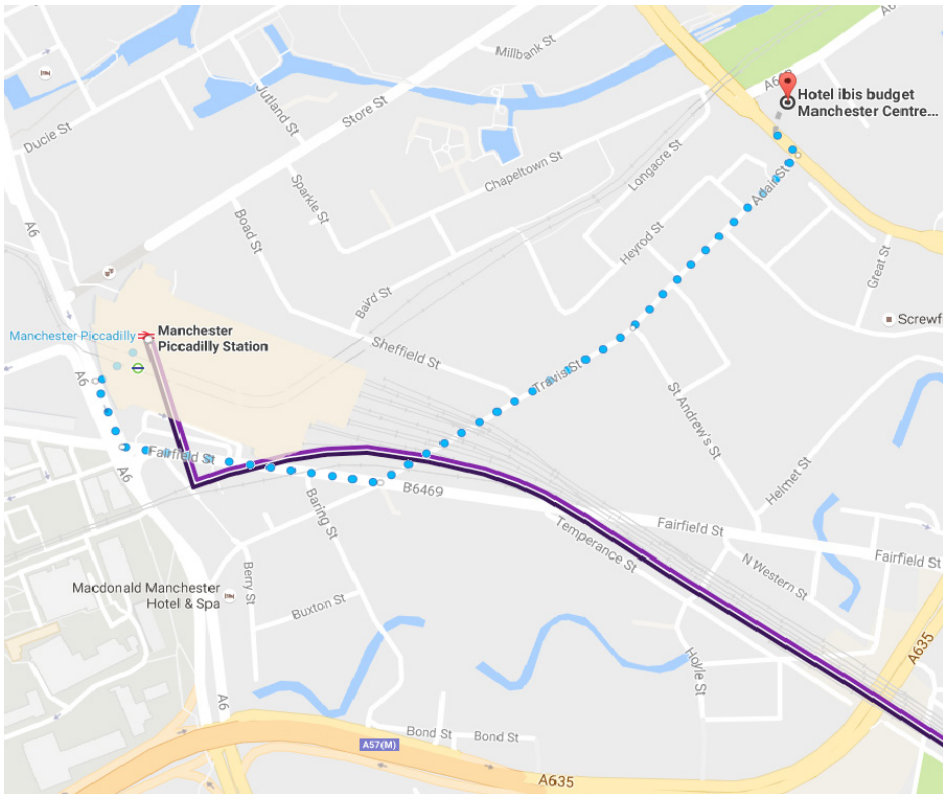 Millbank St
A6
A665
Hotel ibis budget
Manchester Centre...
Jutland St
Store St
Ducie St
Longacre St
Chapeltown St
Adair St
Sparkle St
A6
Boad St
Heyrod St
Great St
Baird St
Screwf
Manchester Piccadilly
Manchester
Piccadilly Station
Sheffield St
A6
Travis St
St Andrew's St
Fairfield St
A6
Helmet St
B6469
Baring St
Fairfield St
Temperance St
Fairfield St
N Western St
Berry St
Macdonald Manchester
Hotel & Spa
Buxton St
A635
Hoyle St
A6
Bond St
Bond St
A57(M)
A635